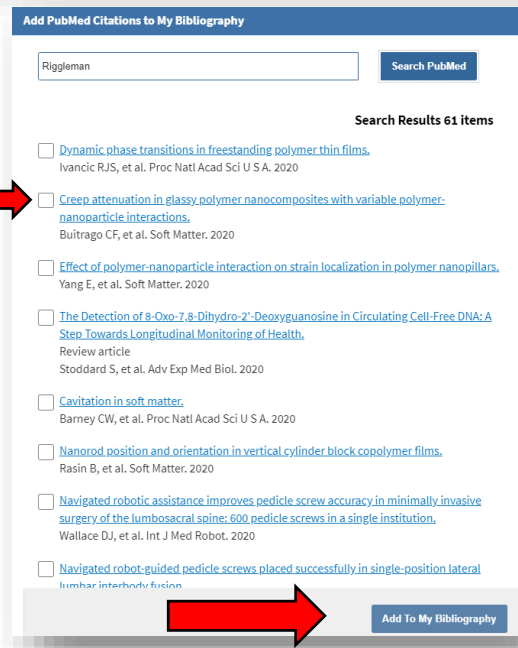 Add PubMed Citations to My Bibliography
Riggleman
Search PubMed
Search Results 61 items
Dynamic phase transitions in freestanding polymer thin films.
Ivancic RJS, et al. Proc Natl Acad Sci U S A. 2020
Creep attenuation in glassy polymer nanocomposites with variable polymer-
nanoparticle interactions.
Buitrago CF, et al. Soft Matter. 2020
Effect of polymer-nanoparticle interaction on strain localization in polymer nanopillars.
Yang E, et al. Soft Matter. 2020
The Detection of 8-Oxo-7,8-Dihydro-2'-Deoxyguanosine in Circulating Cell-Free DNA: A
Step Towards Longitudinal Monitoring of Health.
Review article
Stoddard S, et al. Adv Exp Med Biol. 2020
Cavitation in soft matter.
Barney CW, et al. Proc Natl Acad Sci U S A. 2020
Nanorod position and orientation in vertical cylinder block copolymer films.
Rasin B, et al. Soft Matter. 2020
Navigated robotic assistance improves pedicle screw accuracy in minimally invasive
surgery of the lumbosacral spine: 600 pedicle screws in a single institution.
Wallace DJ, et al. Int J Med Robot. 2020
Navigated robot-guided pedicle screws placed successfully in single-position lateral
lumbar interbody fusion
Add To My Bibliography